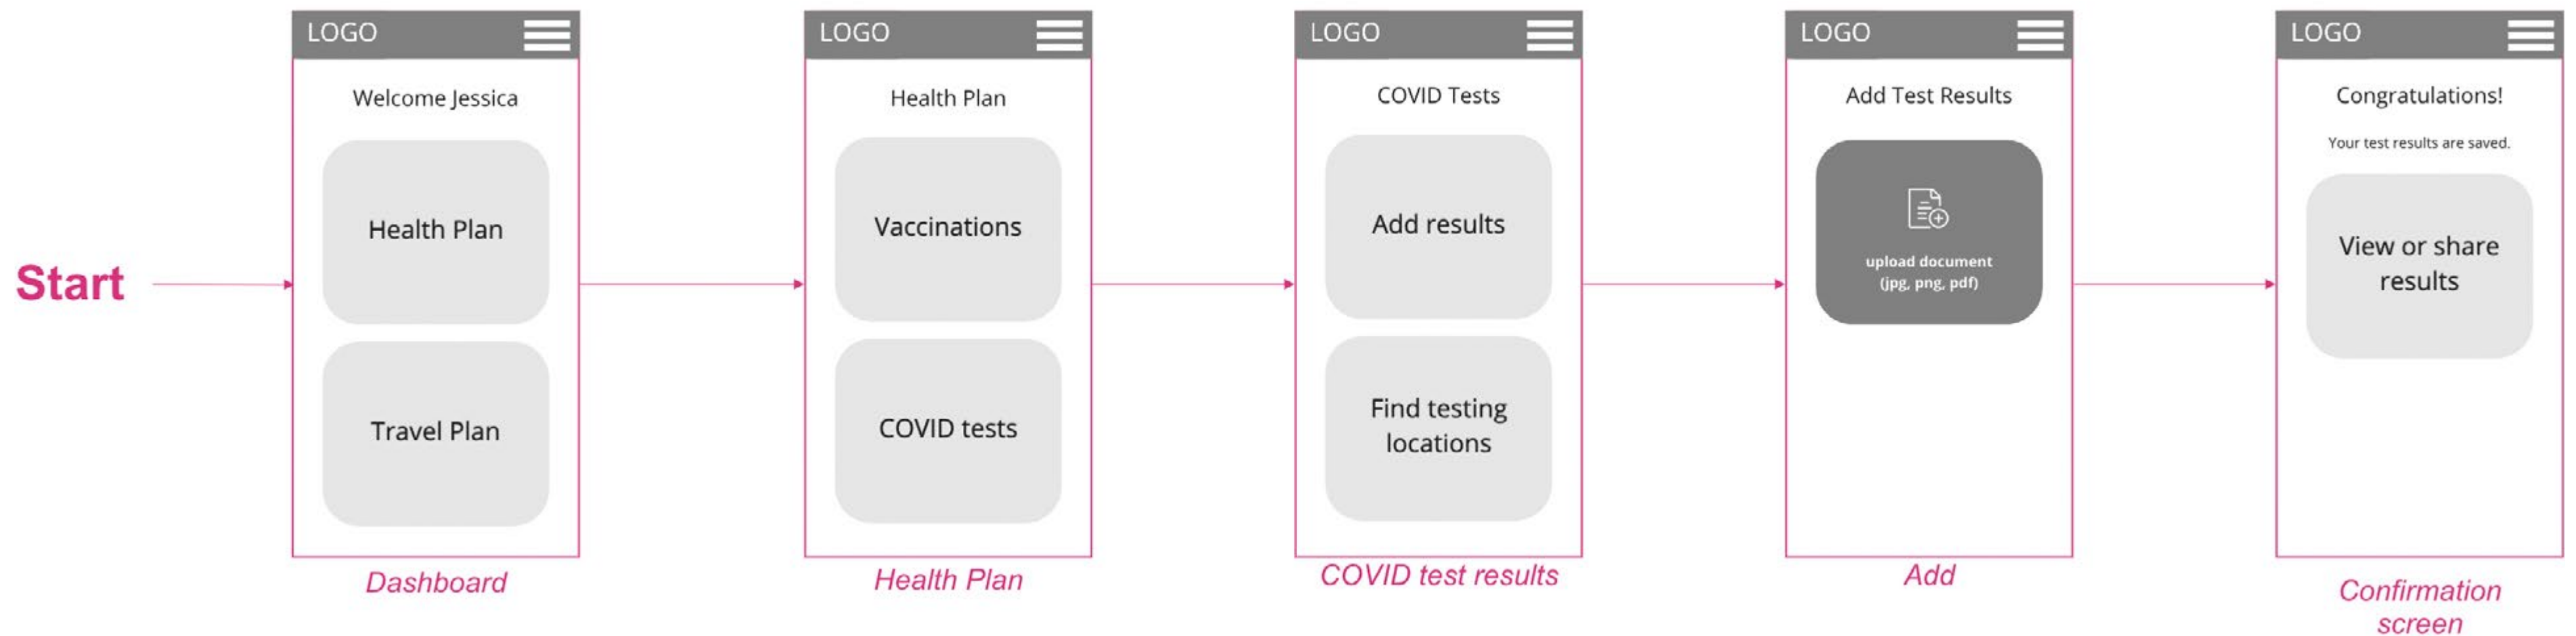 Start
LOGO
Welcome Jessica
Health Plan
Travel Plan
Dashboard
LOGO
Health Plan
Vaccinations
COVID tests
Health Plan
LOGO
COVID Tests
Add results
Find testing
locations
COVID test results
LOGO
Add Test Results
upload document
(jpg, png, pdf)
Add
LOGO
Congratulations!
Your test results are saved.
View or share
results
Confirmation
screen